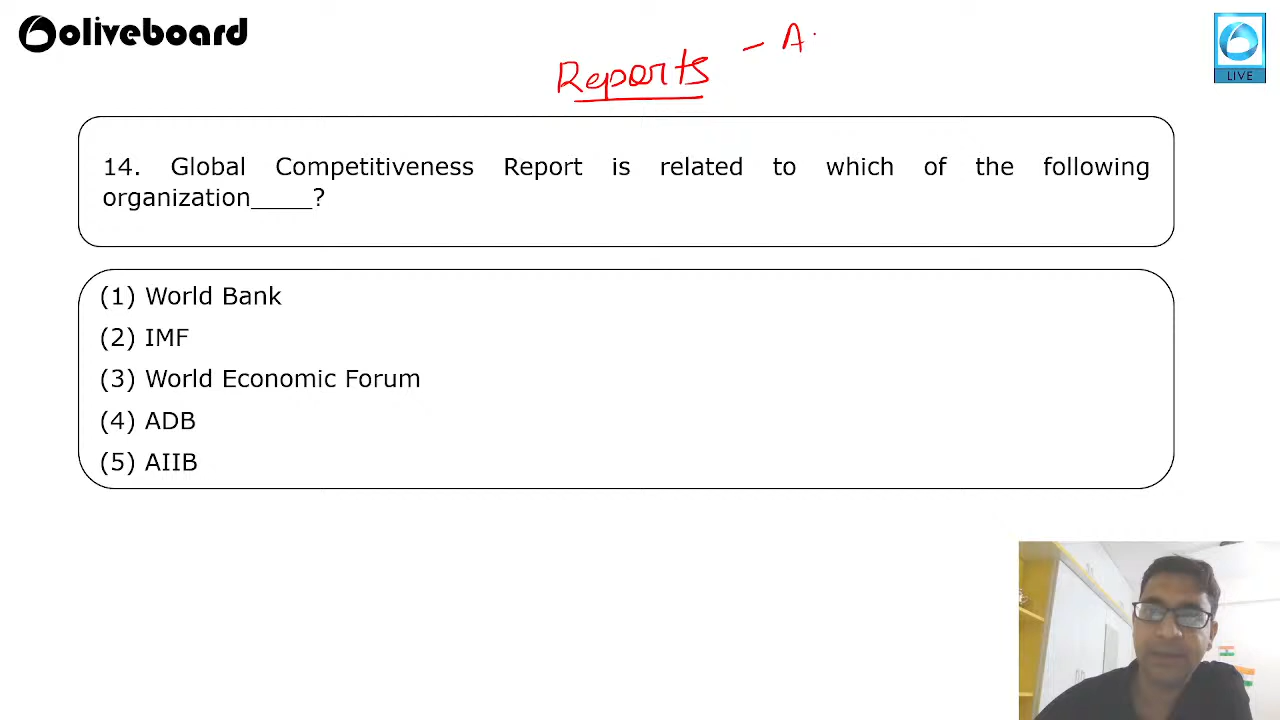 oliveboard
Reports - A.
LIVE
14. Global Competitiveness Report is related to which of the following
organization_____?
(1) World Bank
(2) IMF
(3) World Economic Forum
(4) ADB
(5) AIIB